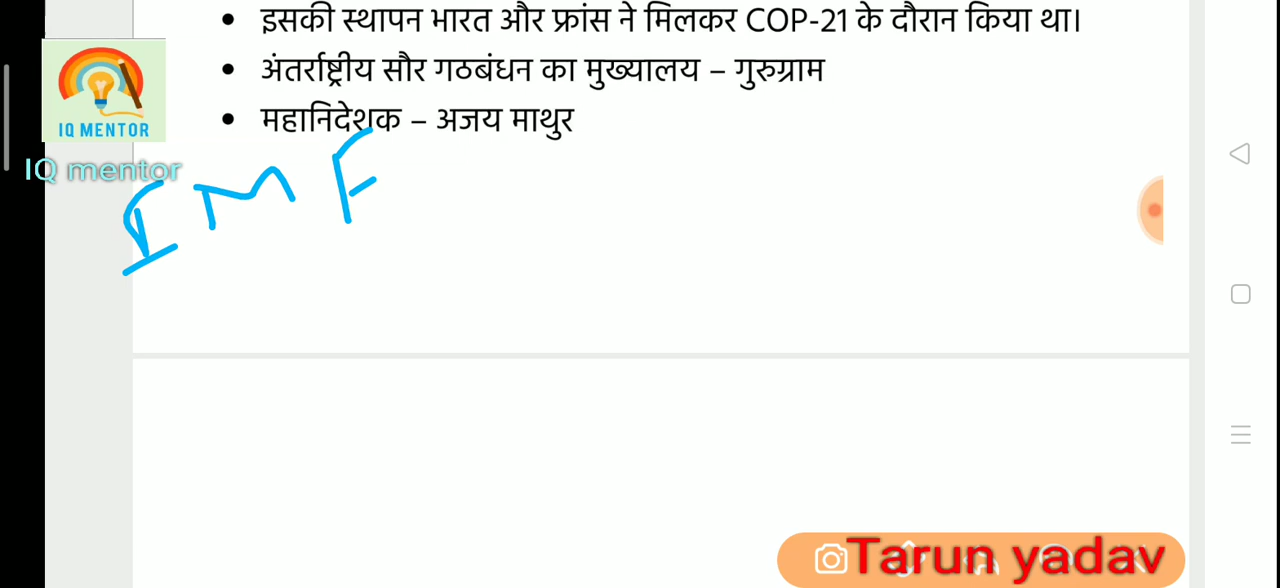 • इसकी स्थापन भारत और फ्रांस ने मिलकर COP-21 के दौरान किया था।
• अंतर्राष्ट्रीय सौर गठबंधन का मुख्यालय – गुरुग्राम
• महानिदेशक – अजय माथुर
IQ MENTOR
IQ mentor
IMF
Tarun yadav